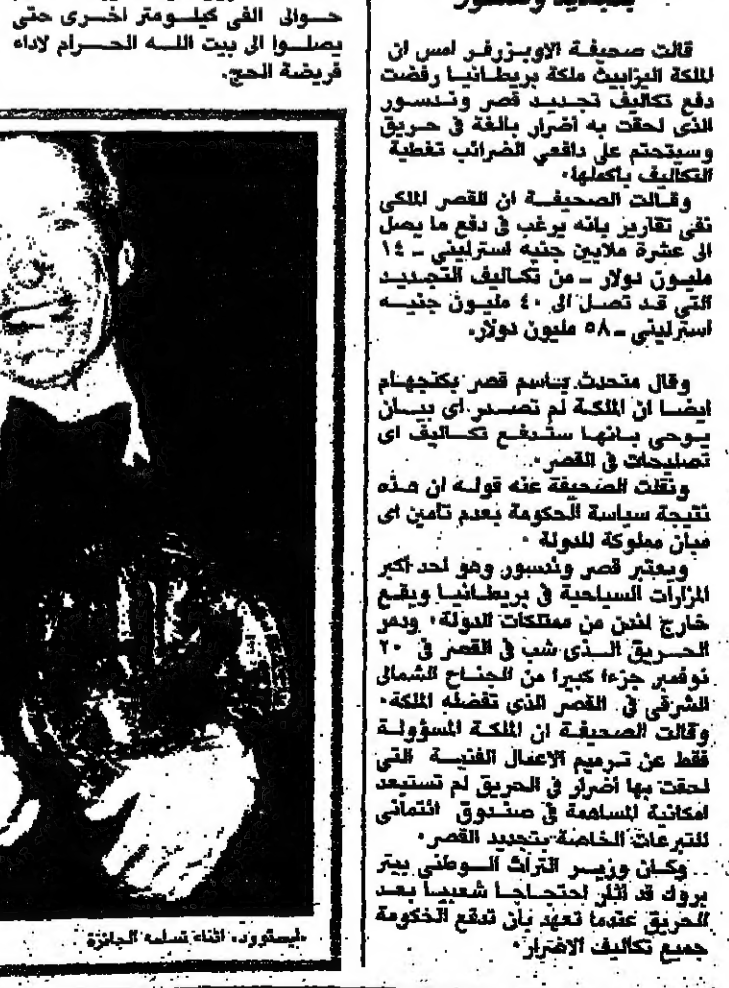 قالت صحيفة الاوبزرفر امس ان
الملكة اليزابيث ملكة بريطانيا رفضت
دفع تكاليف تجديد قصر وندسور
الذى لحقت به أضرار بالغة فى حريق
وسيتحتم على دافعي الضرائب تغطية
التكاليف باكملها.
وقالت الصحيفة ان القصر الملكى
نفى تقارير بانه يرغب فى دفع ما يصل
الى عشرة ملايين جنيه استرليني ــ ١٤
مليون دولار ــ من تكاليف التجديد
التي قد تصل الى ٤٠ مليون جنيه
استرليني ــ ٥٨ مليون دولار.
وقال متحدث باسم قصر بكنجهام
ايضا ان الملكة لم تصدر اى بيان
يوحى بانها ستدفع تكاليف اى
تصليحات فى القصر.
ونقلت الصحيفة عنه قوله ان هذه
نتيجة سياسة الحكومة بعدم تامين اى
مبان مملوكة للدولة.
ويعتبر قصر وندسور وهو احد اكبر
المزارات السياحية فى بريطانيا ويقع
خارج لندن من ممتلكات الدولة، ودمر
الحريق الذى شب فى القصر فى ٢٠
نوفمبر جزءا كبيرا من الجناح الشمالى
الشرقى فى القصر الذى تفضله الملكة.
وقالت الصحيفة ان الملكة المسؤولة
فقط عن ترميم الاعمال الفنية التى
لحقت بها أضرار فى الحريق لم تستبعد
امكانية المساهمة فى صندوق ائتمانى
للتبرعات الخاصة بتجديد القصر.
وكان وزير التراث الوطنى بيتر
بروك قد اثار احتجاجا شعبيا بعد
الحريق عندما تعهد بان تدفع الحكومة
جميع تكاليف الاضرار.
حوالى الفى كيلومتر اخرى حتى
يصلوا الى بيت الله الحرام لاداء
فريضة الحج.
ايستوود، اثناء تسلمه الجائزة